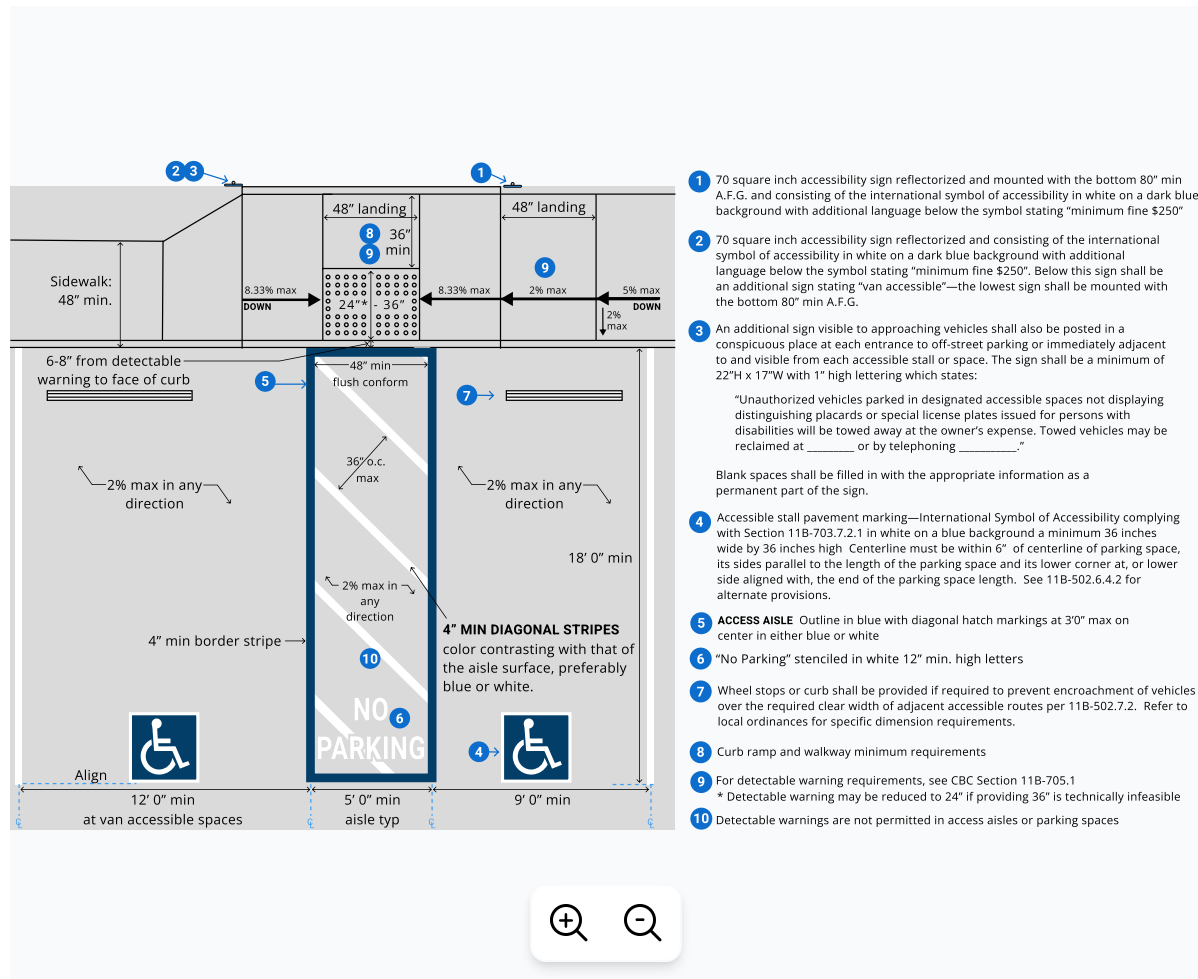 2
3
1
48” landing
48” landing
8
36”
9
min
9
Sidewalk:
48” min.
8.33% max
DOWN
24”* - 36”
8.33% max
2% max
5% max
DOWN
2%
max
6-8” from detectable
warning to face of curb
5
48” min
flush conform
7
36” o.c.
max
2% max in any
direction
2% max in any
direction
18’ 0” min
2% max in
any
direction
4” min border stripe
4” MIN DIAGONAL STRIPES
color contrasting with that of
the aisle surface, preferably
blue or white.
10
NO
6
PARKING
4
Align
12’ 0” min
at van accessible spaces
5’ 0” min
aisle typ
9’ 0” min
1 70 square inch accessibility sign reflectorized and mounted with the bottom 80” min
A.F.G. and consisting of the international symbol of accessibility in white on a dark blue
background with additional language below the symbol stating “minimum fine $250”
2 70 square inch accessibility sign reflectorized and consisting of the international
symbol of accessibility in white on a dark blue background with additional
language below the symbol stating “minimum fine $250”. Below this sign shall be
an additional sign stating “van accessible”—the lowest sign shall be mounted with
the bottom 80” min A.F.G.
3 An additional sign visible to approaching vehicles shall also be posted in a
conspicuous place at each entrance to off-street parking or immediately adjacent
to and visible from each accessible stall or space. The sign shall be a minimum of
22”H x 17”W with 1” high lettering which states:
“Unauthorized vehicles parked in designated accessible spaces not displaying
distinguishing placards or special license plates issued for persons with
disabilities will be towed away at the owner’s expense. Towed vehicles may be
reclaimed at _________ or by telephoning ___________.”
Blank spaces shall be filled in with the appropriate information as a
permanent part of the sign.
4 Accessible stall pavement marking—International Symbol of Accessibility complying
with Section 11B-703.7.2.1 in white on a blue background a minimum 36 inches
wide by 36 inches high Centerline must be within 6” of centerline of parking space,
its sides parallel to the length of the parking space and its lower corner at, or lower
side aligned with, the end of the parking space length. See 11B-502.6.4.2 for
alternate provisions.
5 ACCESS AISLE Outline in blue with diagonal hatch markings at 3’0” max on
center in either blue or white
6 “No Parking” stenciled in white 12” min. high letters
7 Wheel stops or curb shall be provided if required to prevent encroachment of vehicles
over the required clear width of adjacent accessible routes per 11B-502.7.2. Refer to
local ordinances for specific dimension requirements.
8 Curb ramp and walkway minimum requirements
9 For detectable warning requirements, see CBC Section 11B-705.1
* Detectable warning may be reduced to 24” if providing 36” is technically infeasible
10 Detectable warnings are not permitted in access aisles or parking spaces